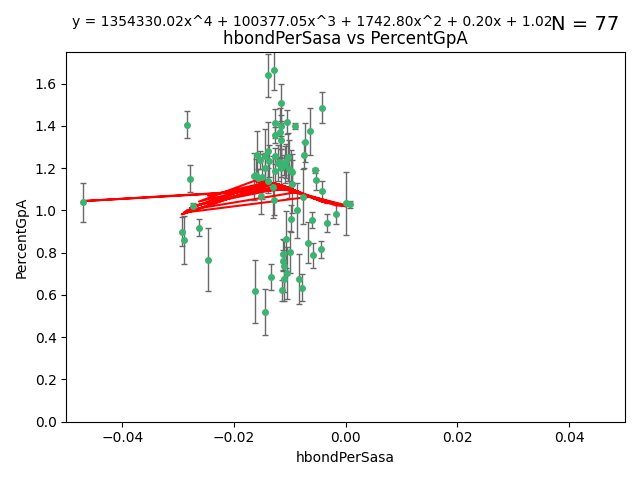 y = 1354330.02x^4 + 100377.05x^3 + 1742.80x^2 + 0.20x + 1.02
N = 77
hbondPerSasa vs PercentGpA
1.6
1.4
1.2
1.0
0.8
0.6
0.4
0.2
0.0
PercentGpA
−0.04 −0.02 0.00 0.02 0.04
hbondPerSasa